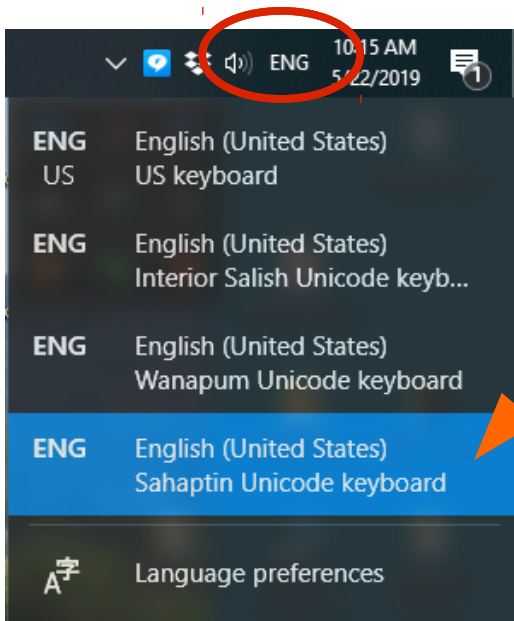 ENG
10:15 AM
5/22/2019
1
ENG English (United States)
US US keyboard
ENG English (United States)
Interior Salish Unicode keyb...
ENG English (United States)
Wanapum Unicode keyboard
ENG English (United States)
Sahaptin Unicode keyboard
A字 Language preferences